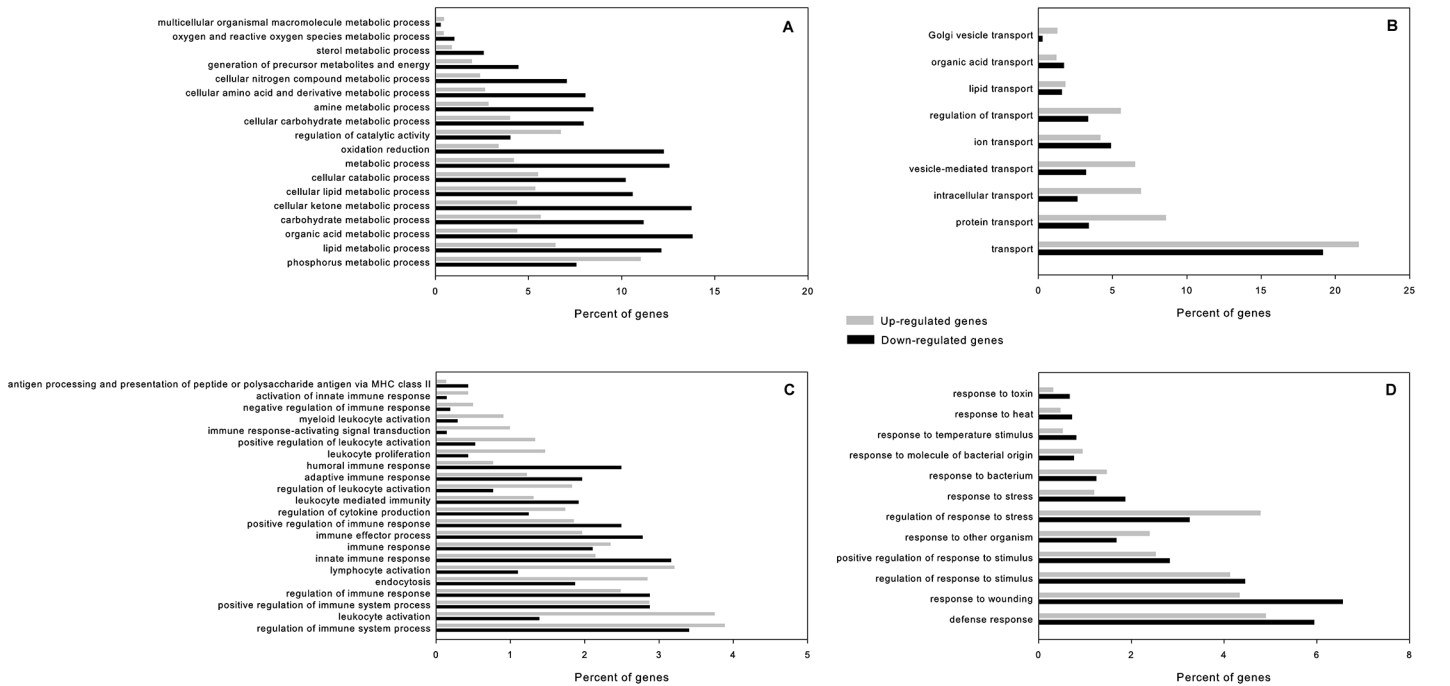 A
multicellular organismal macromolecule metabolic process
oxygen and reactive oxygen species metabolic process
sterol metabolic process
generation of precursor metabolites and energy
cellular nitrogen compound metabolic process
cellular amino acid and derivative metabolic process
amine metabolic process
cellular carbohydrate metabolic process
regulation of catalytic activity
oxidation reduction
metabolic process
cellular catabolic process
cellular lipid metabolic process
cellular ketone metabolic process
carbohydrate metabolic process
organic acid metabolic process
lipid metabolic process
phosphorus metabolic process
0 5 10 15 20
Percent of genes
B
Golgi vesicle transport
organic acid transport
lipid transport
regulation of transport
ion transport
vesicle-mediated transport
intracellular transport
protein transport
transport
0 5 10 15 20 25
Percent of genes
Up-regulated genes
Down-regulated genes
C
antigen processing and presentation of peptide or polysaccharide antigen via MHC class II
activation of innate immune response
negative regulation of immune response
myeloid leukocyte activation
immune response-activating signal transduction
positive regulation of leukocyte activation
leukocyte proliferation
humoral immune response
adaptive immune response
regulation of leukocyte activation
leukocyte mediated immunity
regulation of cytokine production
positive regulation of immune response
immune effector process
immune response
innate immune response
lymphocyte activation
endocytosis
regulation of immune response
positive regulation of immune system process
leukocyte activation
regulation of immune system process
0 1 2 3 4 5
Percent of genes
D
response to toxin
response to heat
response to temperature stimulus
response to molecule of bacterial origin
response to bacterium
response to stress
regulation of response to stress
response to other organism
positive regulation of response to stimulus
regulation of response to stimulus
response to wounding
defense response
0 2 4 6 8
Percent of genes